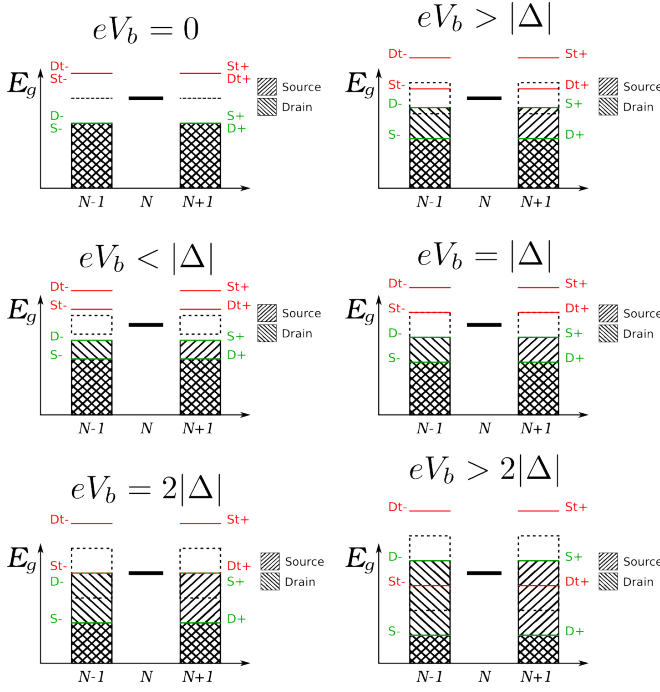 eV_b = 0
Dt-
St-
St+
Dt+
E_g
Source
Drain
D-
S-
S+
D+
N-1 N N+1
eV_b > |Δ|
Dt-
St+
E_g
St-
Dt+
Source
Drain
D-
S+
S-
D+
N-1 N N+1
eV_b < |Δ|
Dt-
St+
E_g
St-
Dt+
Source
Drain
D-
S+
S-
D+
N-1 N N+1
eV_b = |Δ|
Dt-
St+
E_g
St-
Dt+
Source
Drain
D-
S+
S-
D+
N-1 N N+1
eV_b = 2|Δ|
Dt-
St+
E_g
St-
Dt+
Source
Drain
D-
S+
S-
D+
N-1 N N+1
eV_b > 2|Δ|
Dt-
St+
E_g
D-
S+
Source
Drain
St-
Dt+
S-
D+
N-1 N N+1